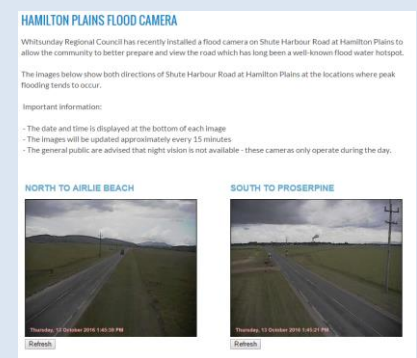 HAMILTON PLAINS FLOOD CAMERA
Whitsunday Regional Council has recently installed a flood camera on Shute Harbour Road at Hamilton Plains to
allow the community to better prepare and view the road which has long been a well-known flood water hotspot.
The images below show both directions of Shute Harbour Road at Hamilton Plains at the locations where peak
flooding tends to occur.
Important information:
- The date and time is displayed at the bottom of each image
- The images will be updated approximately every 15 minutes
- The general public are advised that night vision is not available - these cameras only operate during the day.
NORTH TO AIRLIE BEACH
SOUTH TO PROSERPINE
Thursday, 13 October 2016 1:45:
Thursday, 13 October 2016 1:45:21 PM
Refresh
Refresh